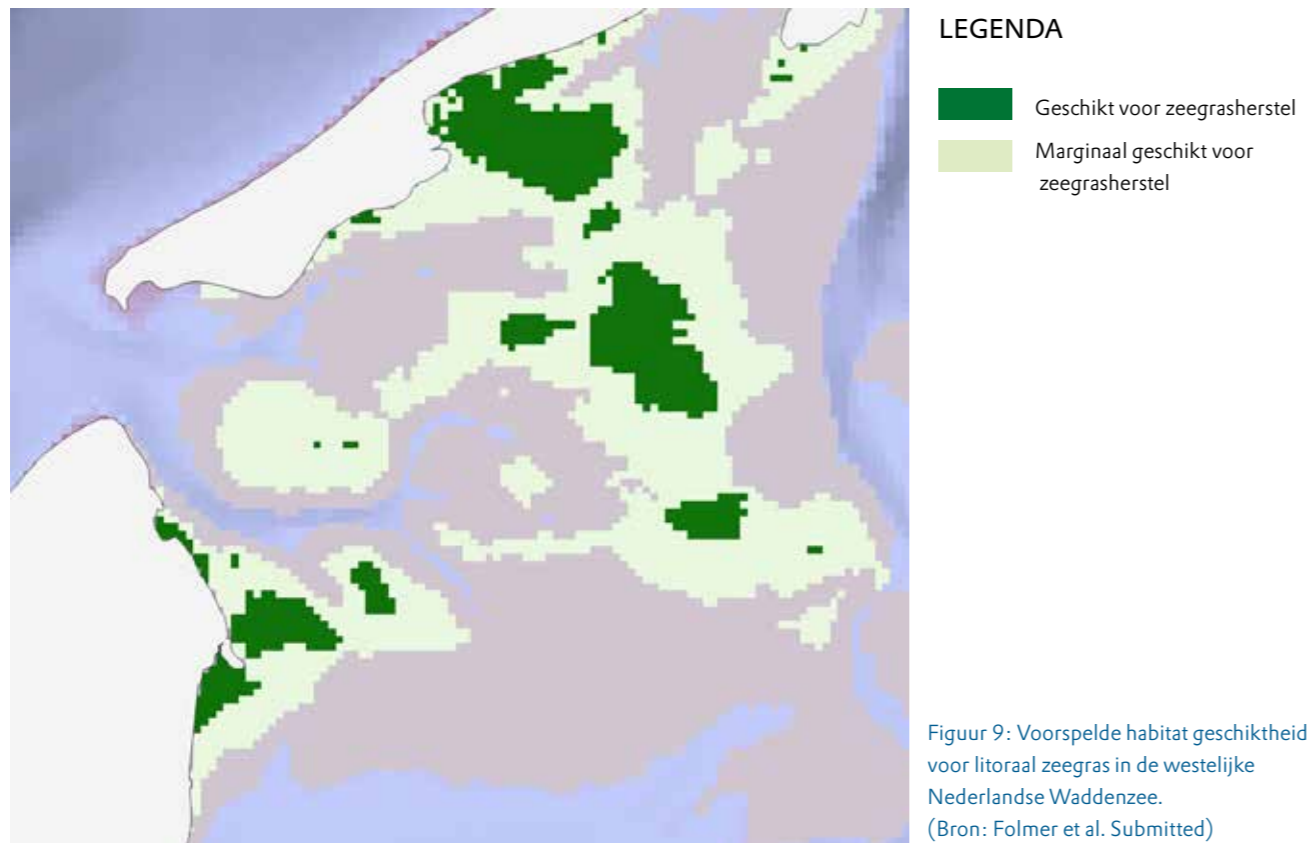 LEGENDA
Geschikt voor zeegrasherstel
Marginaal geschikt voor
zeegrasherstel
Figuur 9: Voorspelde habitat geschiktheid
voor litoraal zeegras in de westelijke
Nederlandse Waddenzee.
(Bron: Folmer et al. Submitted)